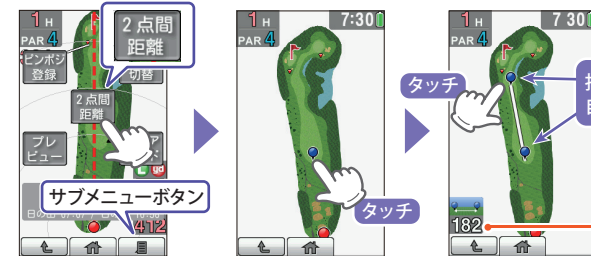 1 H
PAR 4
ピンポジ
登録
2点間
距離
切替
2点間
距離
プレ
ビュー
サブメニューボタン
412
1 H
7:30
PAR 4
タッチ
1 H
7 30
PAR 4
タッチ
182